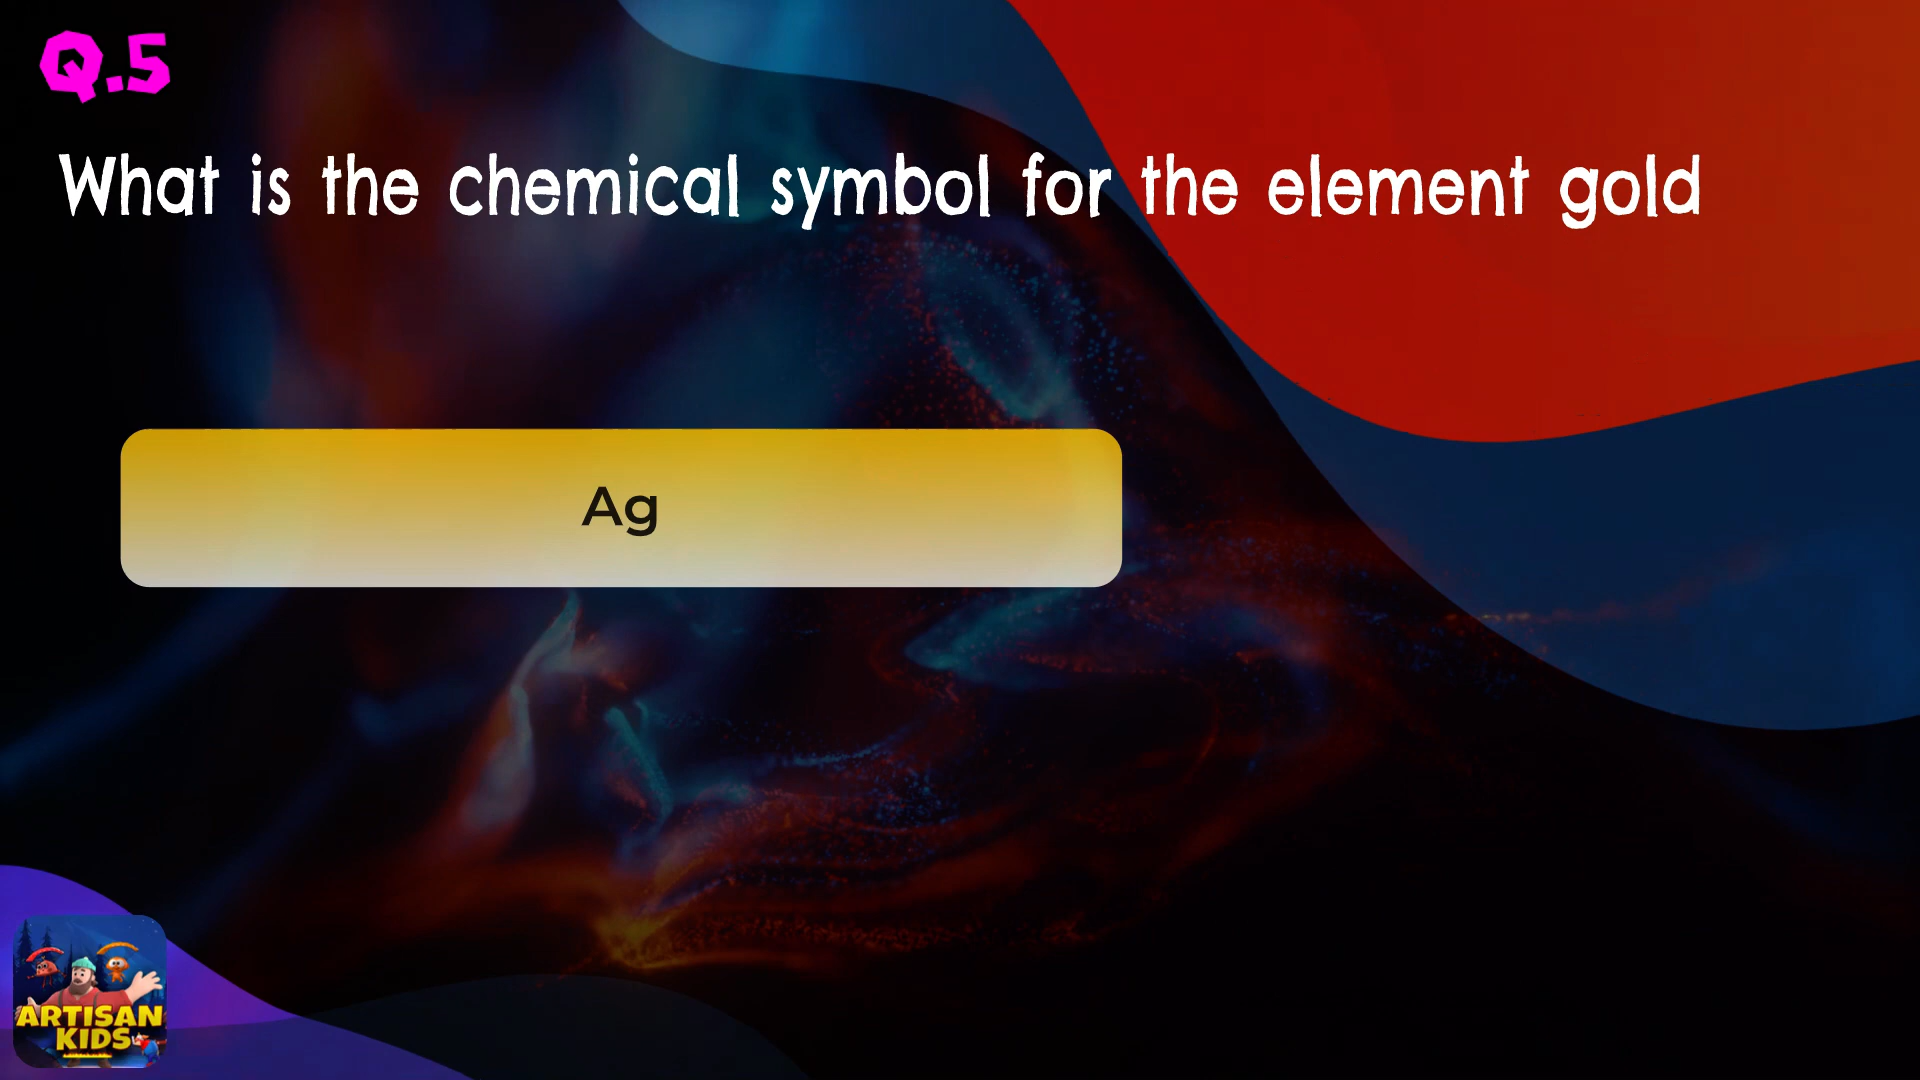 Q.5
What is the chemical symbol for the element gold
Ag
ARTISAN
KIDS